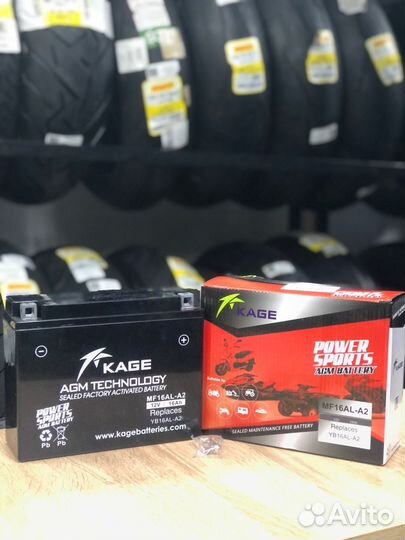 KAGE
AGM TECHNOLOGY
SEALED FACTORY ACTIVATED BATTERY
POWER
SPORTS
AGM BATTERY
MF16AL-A2
12V 16Ah
Replaces
YB16AL-A2
Pb Pb
www.kagebatteries.com
KAGE
POWER
SPORTS
AGM BATTERY
MF16AL-A2
Replaces
YB16AL-A2
SEALED MAINTENANCE FREE BATTERY
Avito